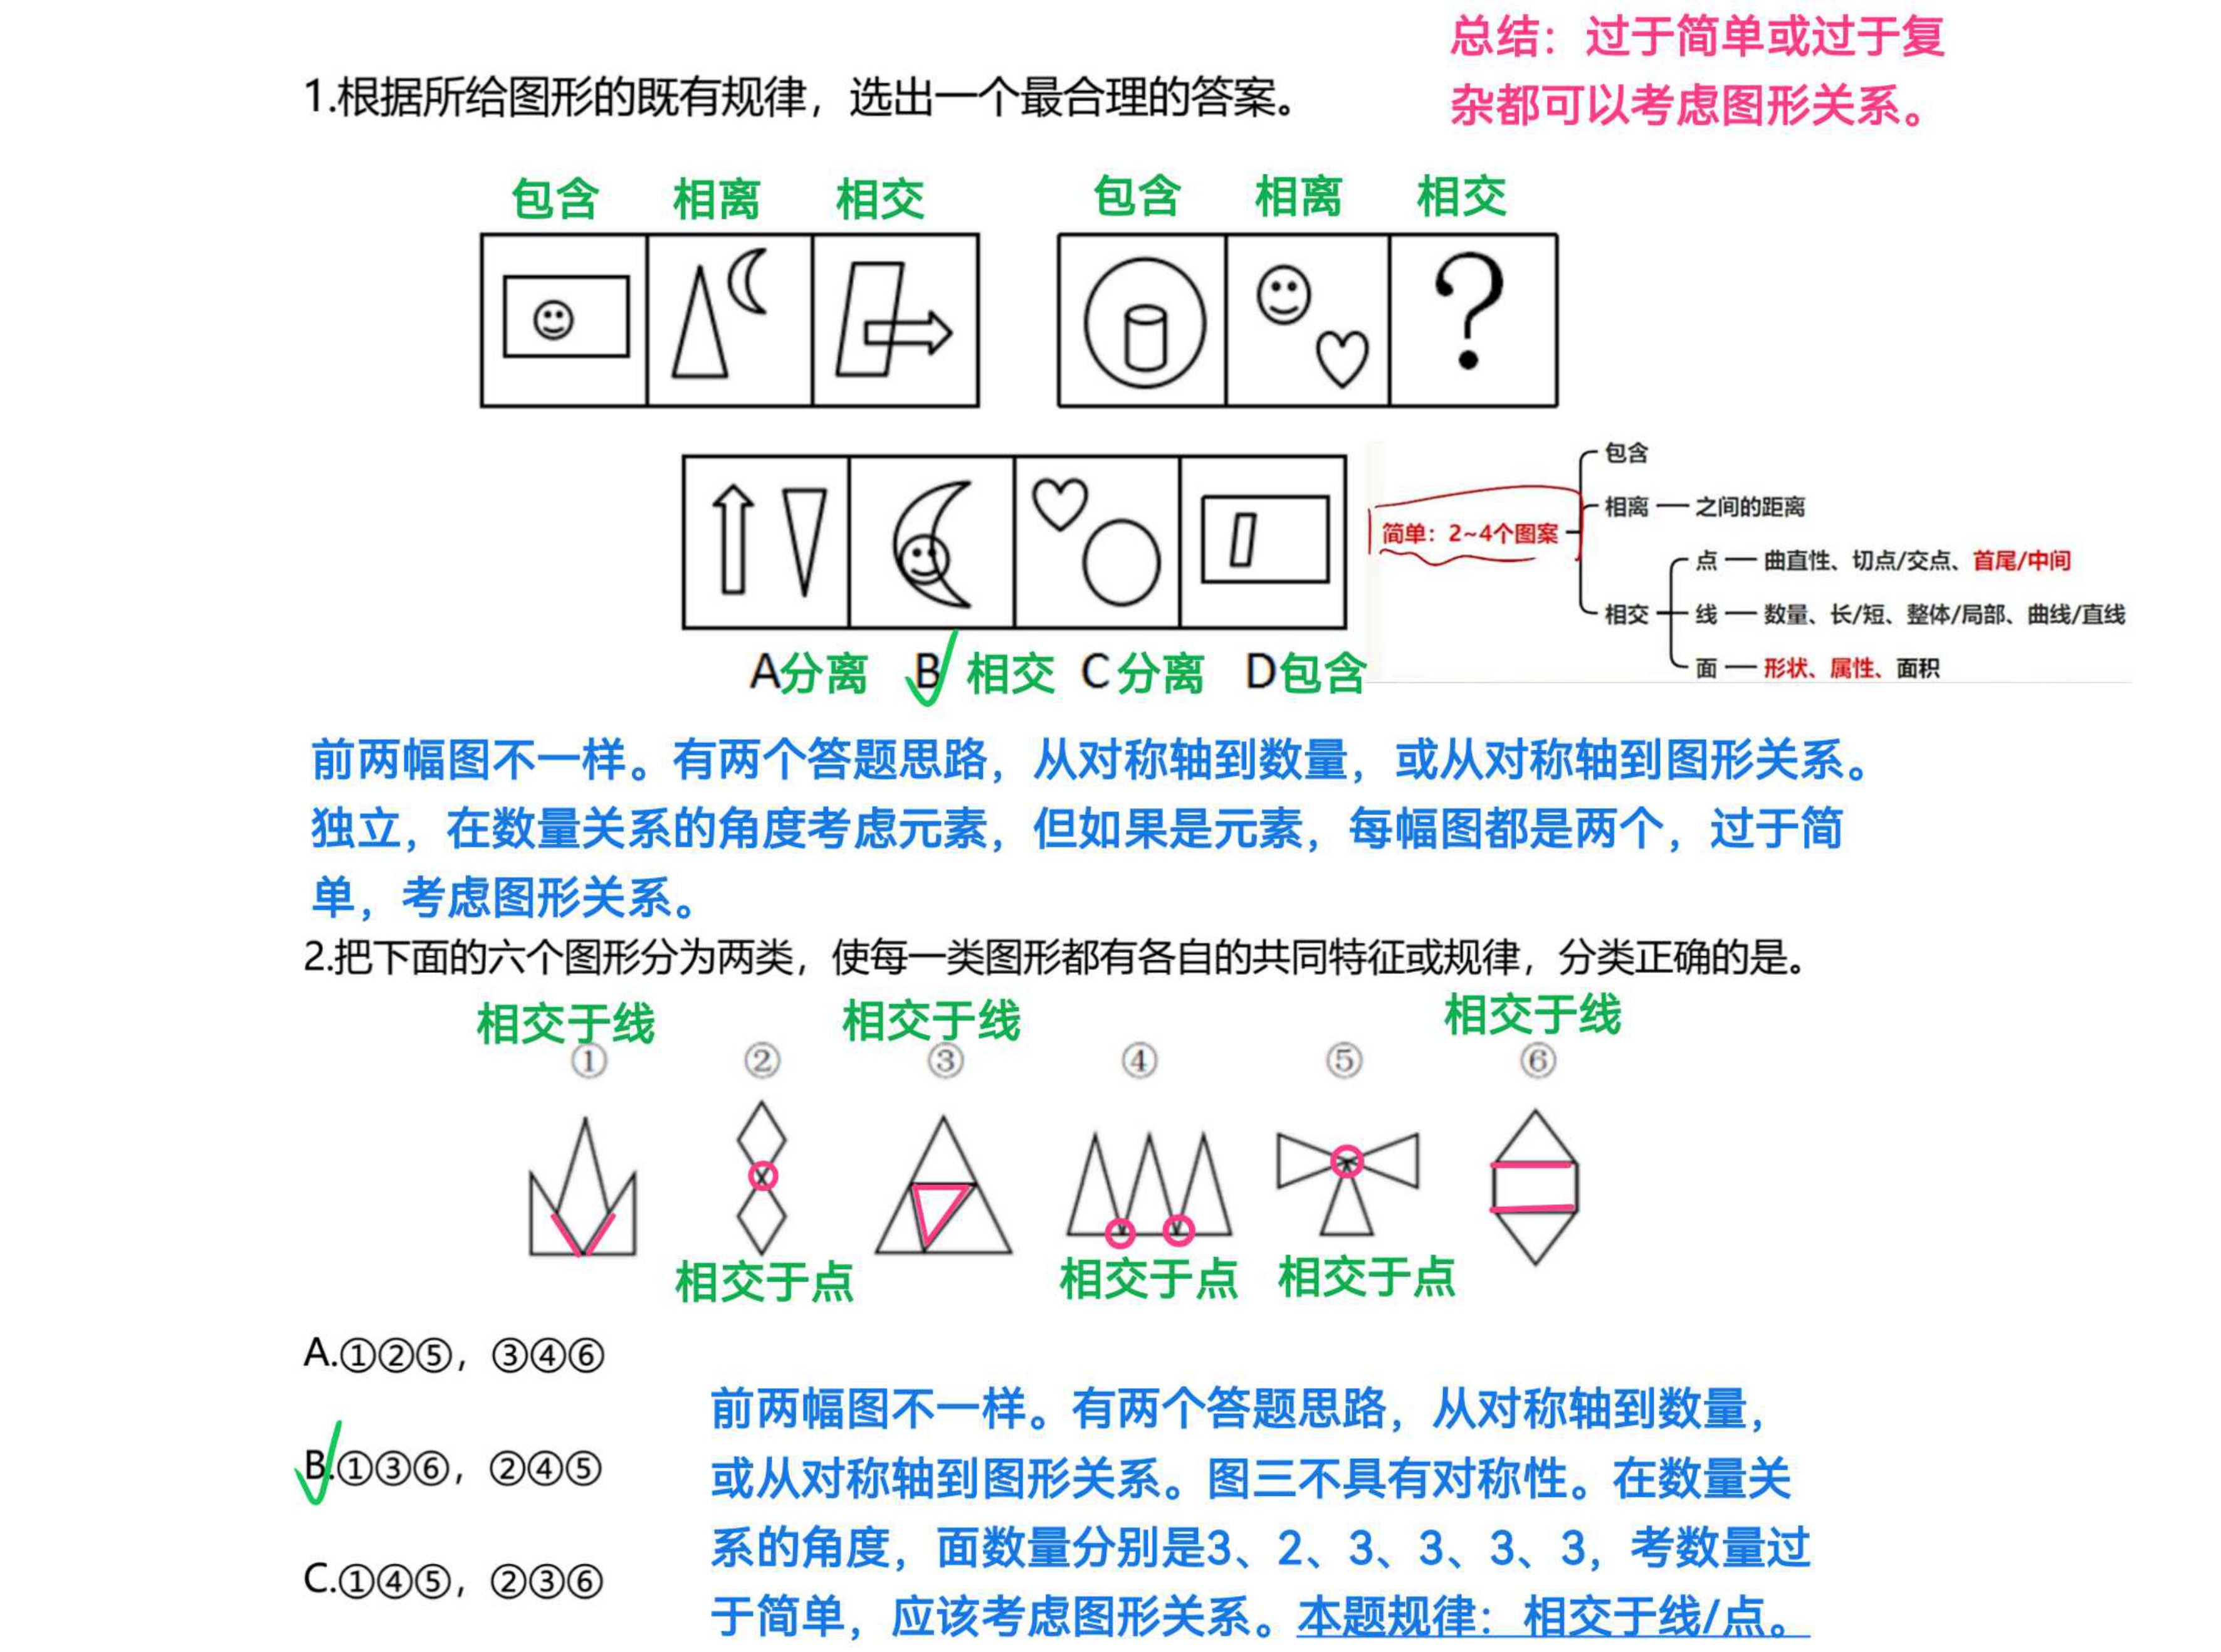 总结：过于简单或过于复
杂都可以考虑图形关系。
1.根据所给图形的既有规律，选出一个最合理的答案。
包含 相离 相交 包含 相离 相交
?
包含
相离 之间的距离
简单：2~4个图案
点 曲直性、切点/交点、首尾/中间
相交 线 数量、长/短、整体/局部、曲线/直线
面 形状、属性、面积
A分离 B 相交 C 分离 D包含
前两幅图不一样。有两个答题思路，从对称轴到数量，或从对称轴到图形关系。
独立，在数量关系的角度考虑元素，但如果是元素，每幅图都是两个，过于简
单，考虑图形关系。
2.把下面的六个图形分为两类，使每一类图形都有各自的共同特征或规律，分类正确的是。
相交于线 相交于线 相交于线
① ② ③ ④ ⑤ ⑥
相交于点 相交于点 相交于点
A.①②⑤，③④⑥
B.①③⑥，②④⑤
C.①④⑤，②③⑥
前两幅图不一样。有两个答题思路，从对称轴到数量，
或从对称轴到图形关系。图三不具有对称性。在数量关
系的角度，面数量分别是3、2、3、3、3、3，考数量过
于简单，应该考虑图形关系。本题规律：相交于线/点。